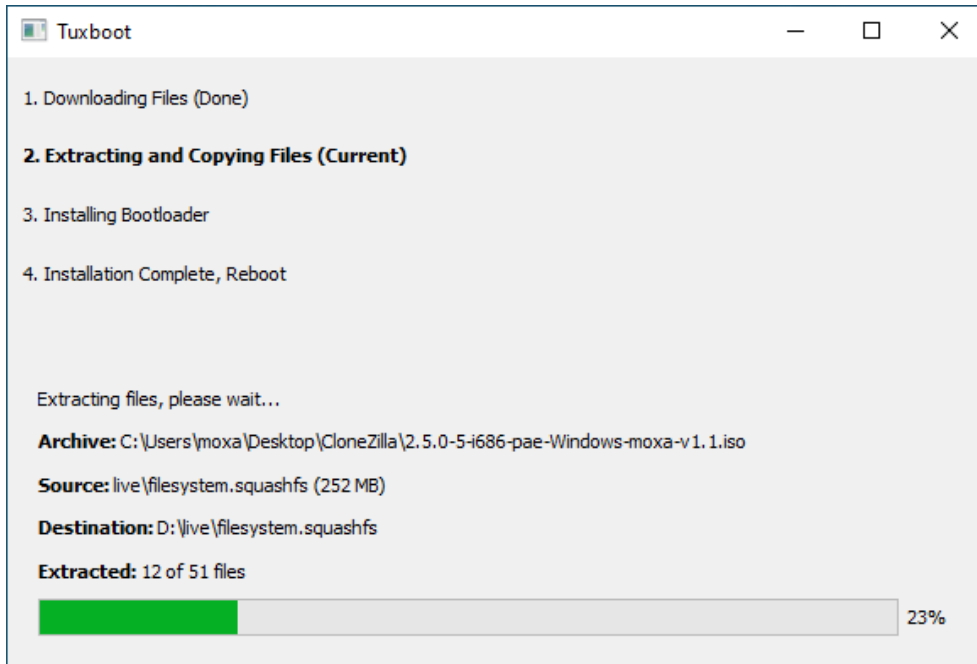 Tuxboot
1. Downloading Files (Done)
2. Extracting and Copying Files (Current)
3. Installing Bootloader
4. Installation Complete, Reboot
Extracting files, please wait...
Archive: C:\Users\moxa\Desktop\CloneZilla\2.5.0-5-i686-pae-Windows-moxa-v1.1.iso
Source: live\filesystem.squashfs (252 MB)
Destination: D:\live\filesystem.squashfs
Extracted: 12 of 51 files
23%